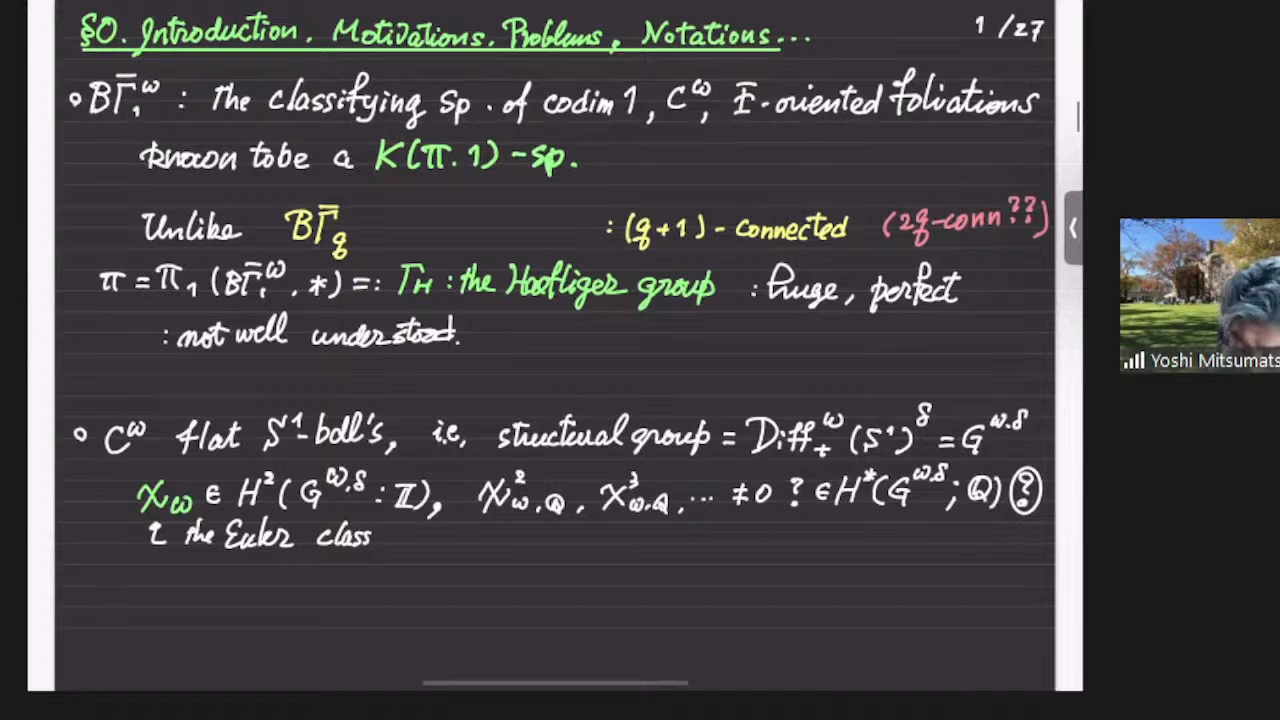 §0. Introduction. Motivations. Problems, Notations... 1/27
∘ BΓ̄₁^ω : the classifying sp. of codim 1, C^ω, ∓-oriented foliations
known to be a K(π.1)-sp.
Unlike BΓ̄_q : (q+1)-connected (2q-conn??)
π = π₁(BΓ̄₁^ω, *) =: Γ_H : the Haefliger group : huge, perfect
: not well understood.
∘ C^ω flat S¹-bdl's, i.e, structural group = Diff₊^ω(S¹)^δ = G^{ω.δ}
χ_ω ∈ H²(G^{ω.δ} : ℤ), χ²_{ω.ℚ}, χ³_{ω.ℚ}, ... ≠ 0 ? ∈ H*(G^{ω.δ}; ℚ) ?
the Euler class
Yoshi Mitsumats